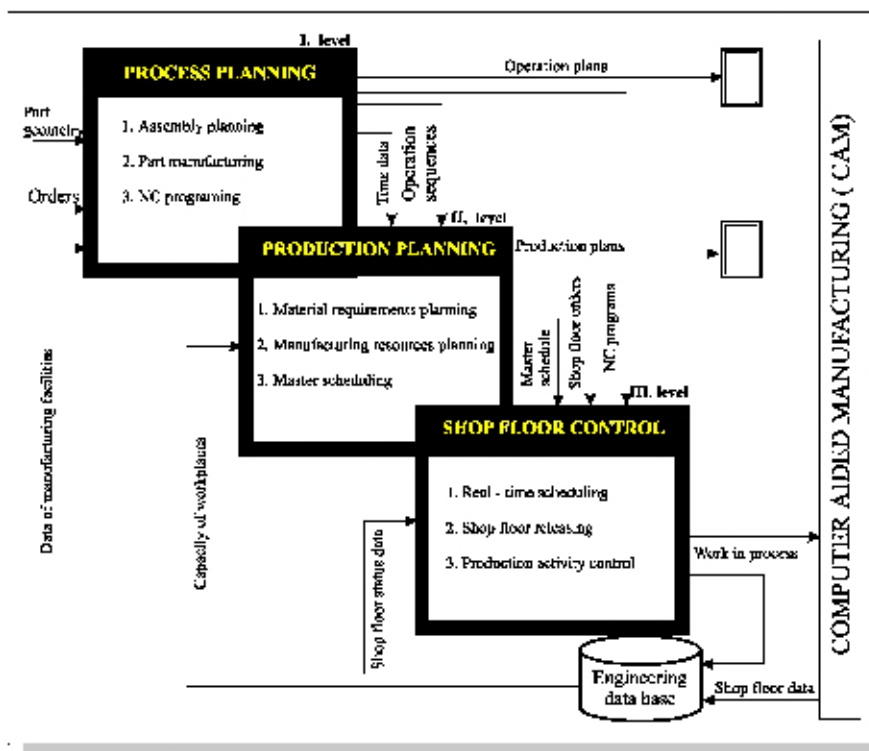 I. level
PROCESS PLANNING
Operation plans
Part
geometry
1. Assembly planning
2. Part manufacturing
3. NC programing
Orders
Time data
Operation
sequences
II. level
PRODUCTION PLANNING
Production plans
1. Material requirements planning
2. Manufacturing resources planning
3. Master scheduling
Master
schedule
Shop floor orders
NC programs
III. level
SHOP FLOOR CONTROL
1. Real - time scheduling
2. Shop floor releasing
3. Production activity control
Data of manufacturing facilities
Capacity of workplaces
Shop floor status data
Work in process
Engineering
data base
Shop floor data
COMPUTER AIDED MANUFACTURING ( CAM)